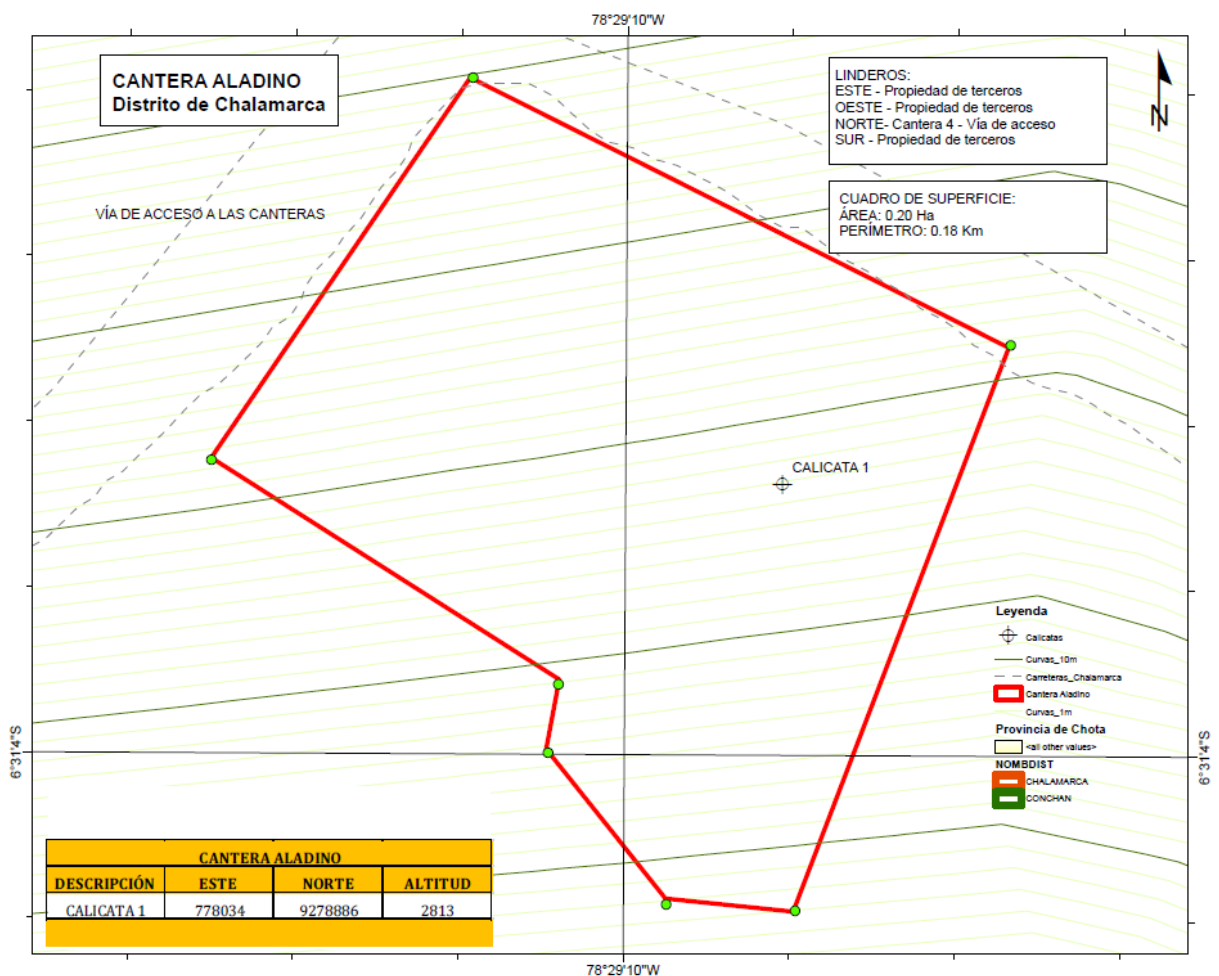 78°29'10"W
CANTERA ALADINO
Distrito de Chalamarca
LINDEROS:
ESTE - Propiedad de terceros
OESTE - Propiedad de terceros
NORTE- Cantera 4 - Vía de acceso
SUR - Propiedad de terceros
N
CUADRO DE SUPERFICIE:
ÁREA: 0.20 Ha
PERÍMETRO: 0.18 Km
VÍA DE ACCESO A LAS CANTERAS
CALICATA 1
Leyenda
Calicatas
Curvas_10m
Carreteras_Chalamarca
Cantera Aladino
Curvas_1m
Provincia de Chota
<all other values>
NOMBDIST
CHALAMARCA
CONCHAN
6°31'4"S
6°31'4"S
CANTERA ALADINO
DESCRIPCIÓN ESTE NORTE ALTITUD
CALICATA 1 778034 9278886 2813
78°29'10"W